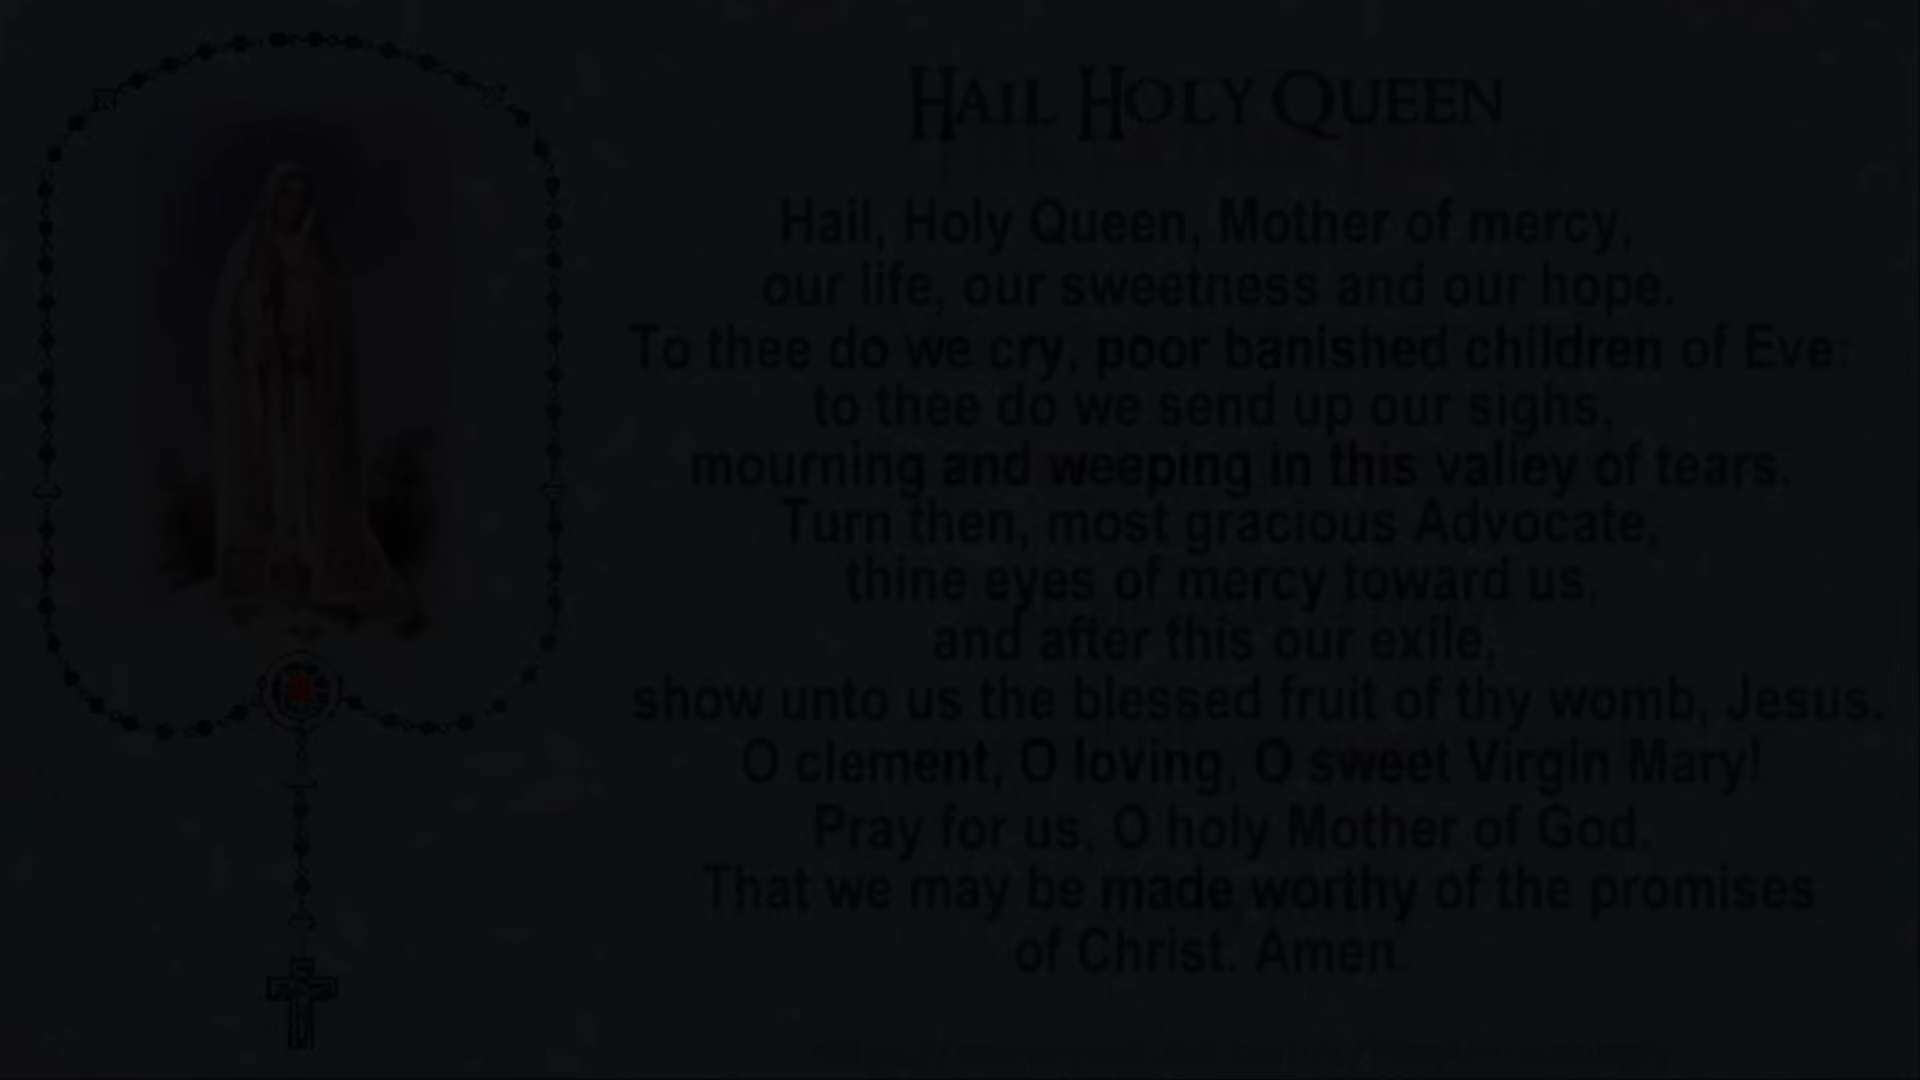 HAIL HOLY QUEEN
Hail, Holy Queen, Mother of mercy,
our life, our sweetness and our hope.
To thee do we cry, poor banished children of Eve:
to thee do we send up our sighs,
mourning and weeping in this valley of tears.
Turn then, most gracious Advocate,
thine eyes of mercy toward us,
and after this our exile,
show unto us the blessed fruit of thy womb, Jesus.
O clement, O loving, O sweet Virgin Mary!
Pray for us, O holy Mother of God.
That we may be made worthy of the promises
of Christ. Amen.